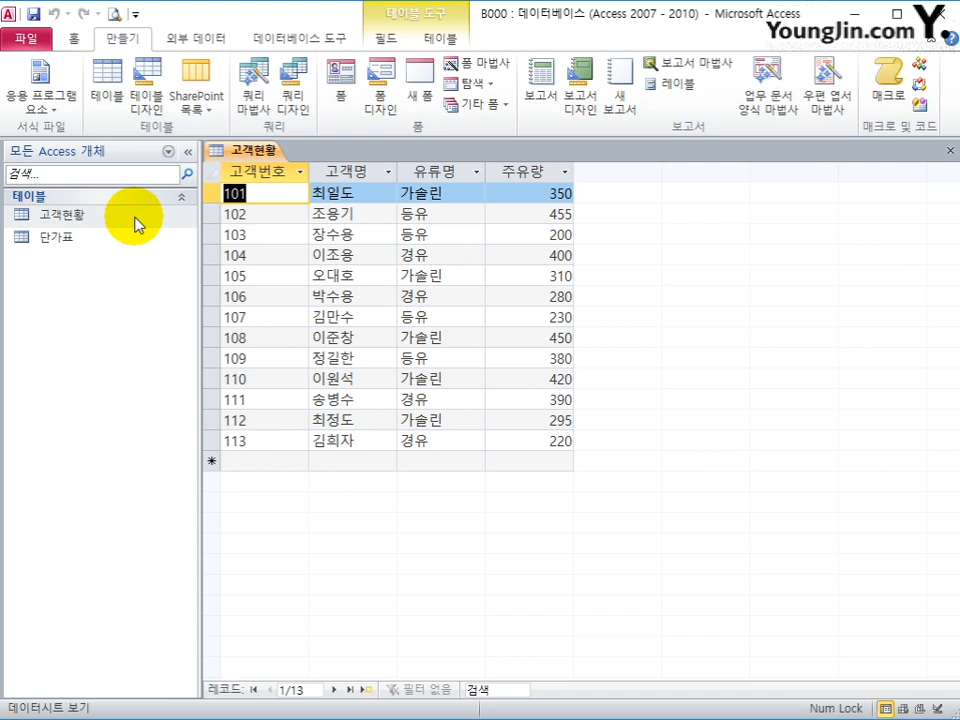 테이블 도구
B000 : 데이터베이스 (Access 2007 - 2010) - Microsoft Access
YoungJin.com Y.
파일 홈 만들기 외부 데이터 데이터베이스 도구 필드 테이블
응용 프로그램 요소
테이블
테이블 디자인
SharePoint 목록
쿼리 마법사
쿼리 디자인
폼
폼 디자인
새 폼
폼 마법사
탐색
기타 폼
보고서
보고서 디자인
새 보고서
보고서 마법사
레이블
업무 문서 양식 마법사
우편 엽서 마법사
매크로
서식 파일 테이블 쿼리 폼 보고서 매크로 및 코드
모든 Access 개체 «
검색...
테이블
고객현황
단가표
고객현황
고객번호 고객명 유류명 주유량
101 최일도 가솔린 350
102 조용기 등유 455
103 장수용 등유 200
104 이조용 경유 400
105 오대호 가솔린 310
106 박수용 경유 280
107 김만수 등유 230
108 이준창 가솔린 450
109 정길한 등유 380
110 이원석 가솔린 420
111 송병수 경유 390
112 최정도 가솔린 295
113 김희자 경유 220
레코드: 1/13 필터 없음 검색
데이터시트 보기 Num Lock